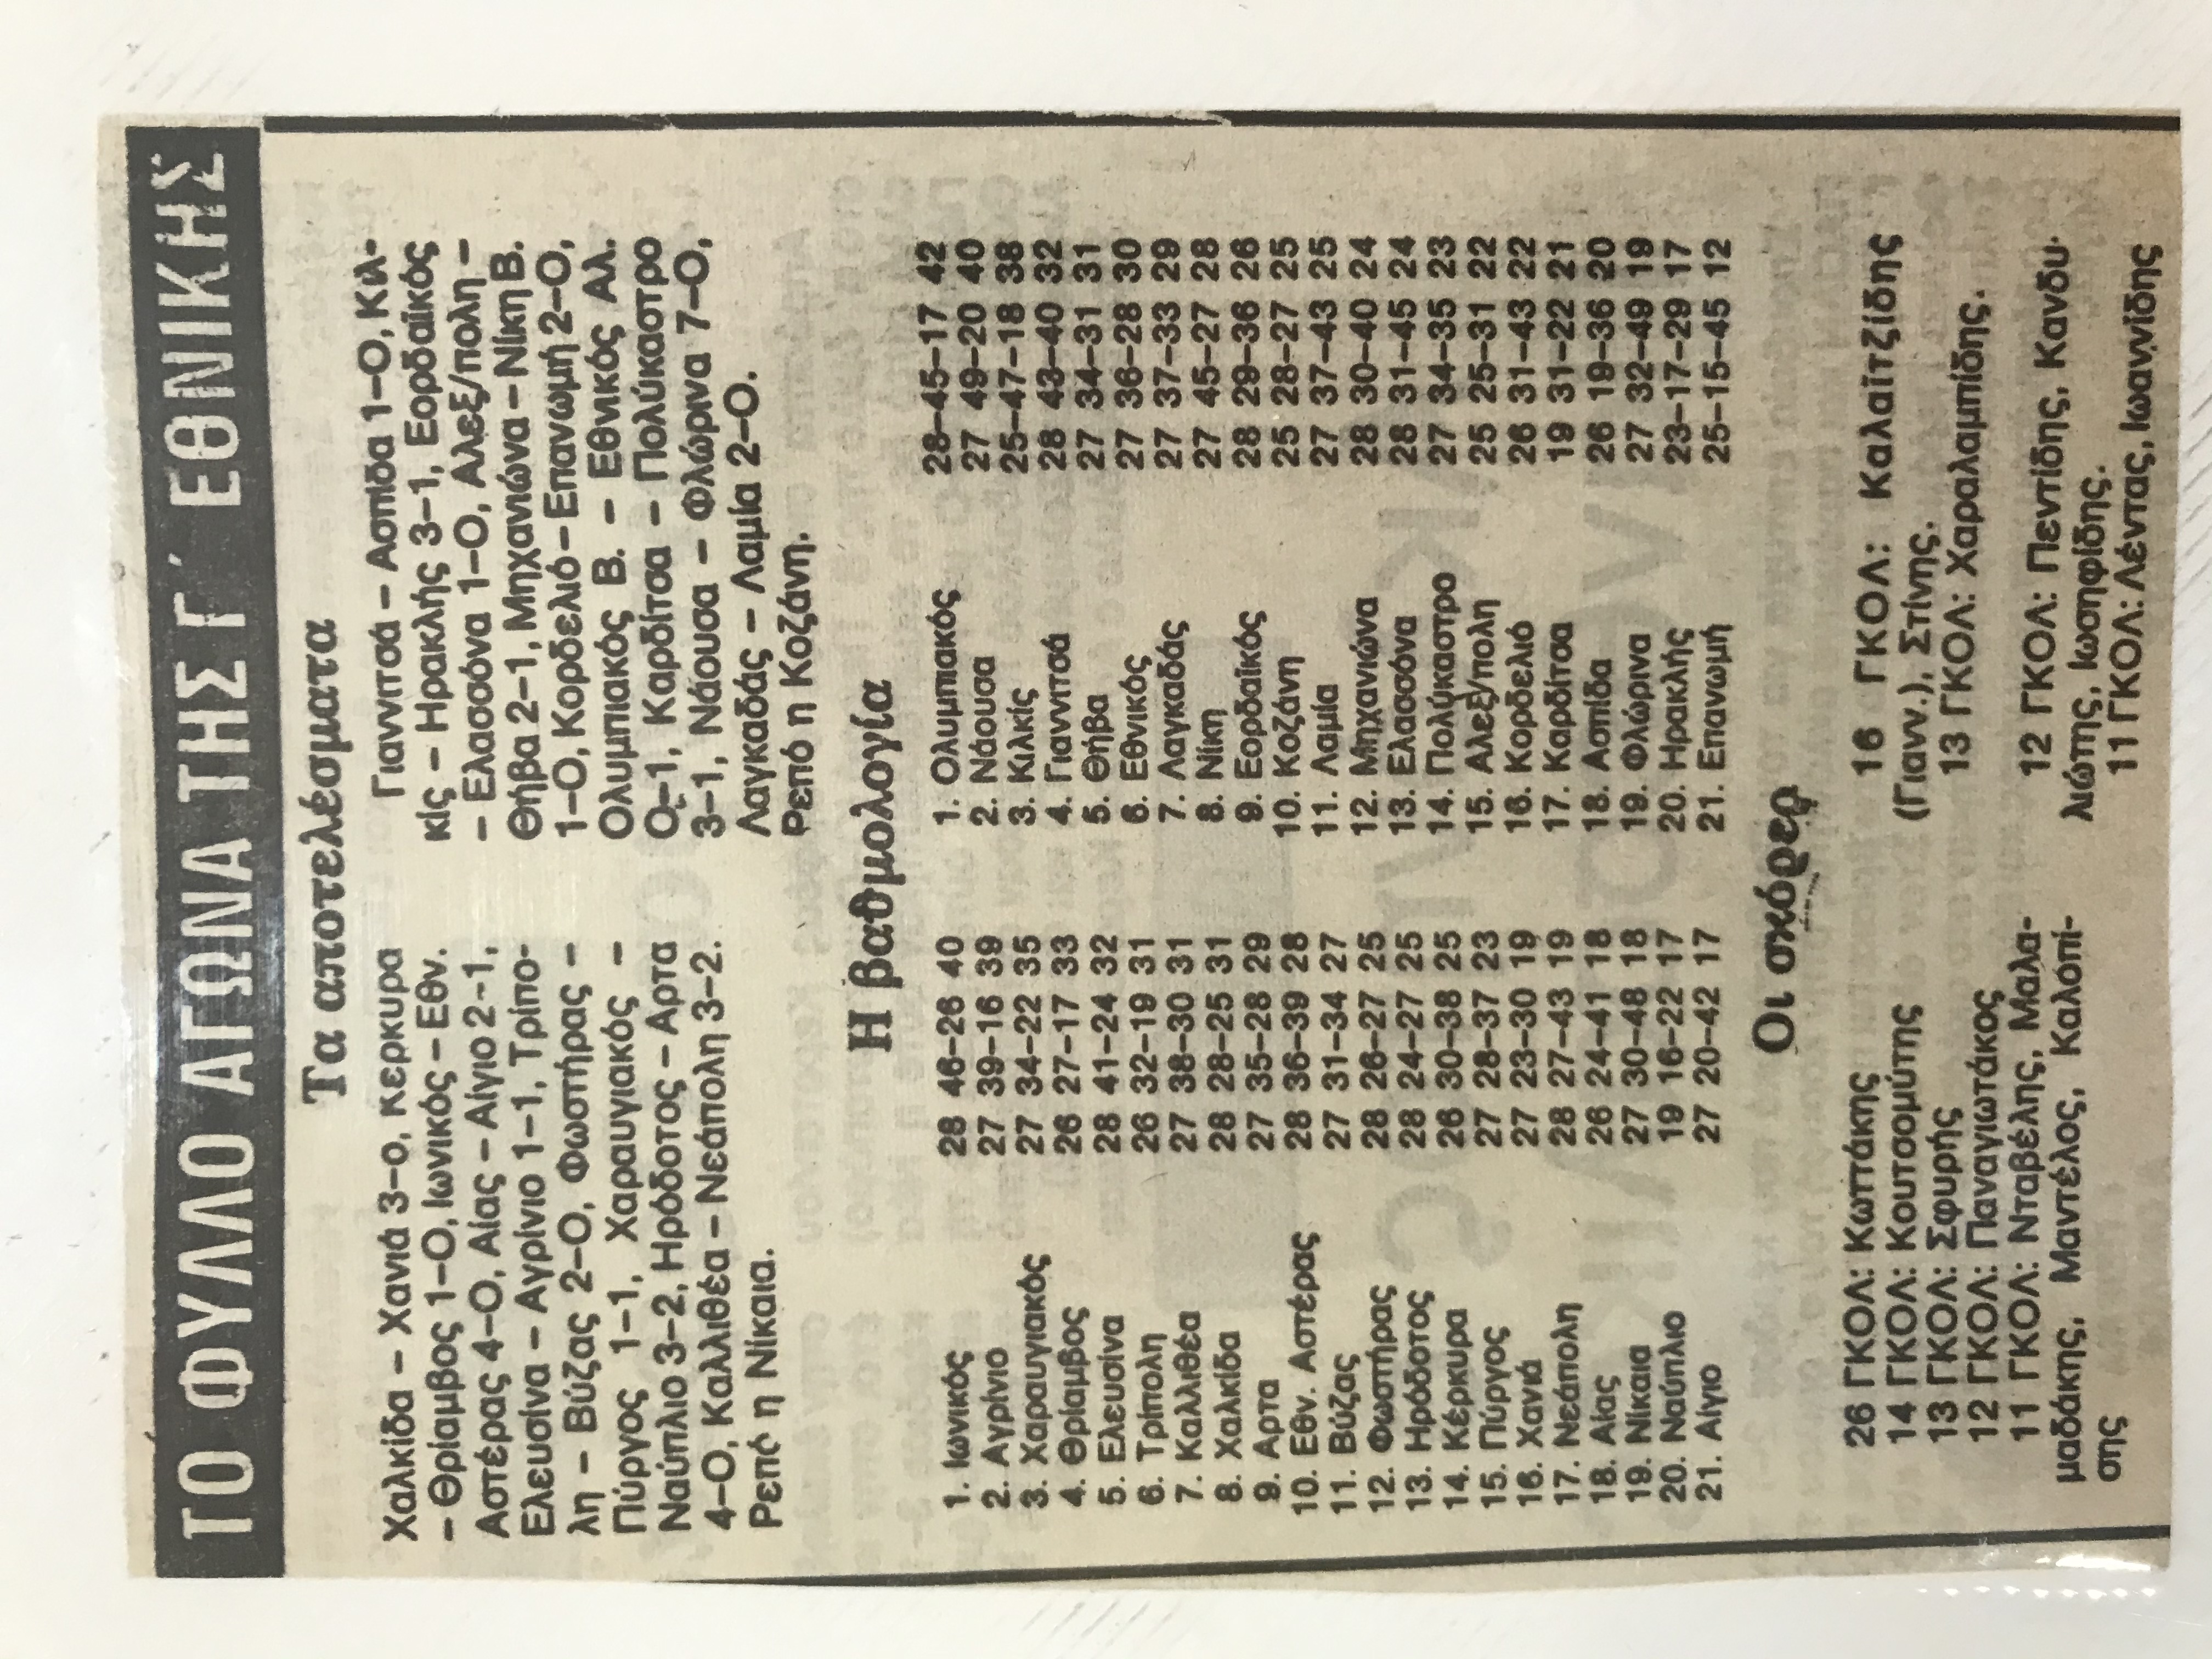 ΤΟ ΦΥΛΛΟ ΑΓΩΝΑ ΤΗΣ Γ΄ ΕΘΝΙΚΗΣ
Τα αποτελέσματα
Χαλκίδα – Χανιά 3–0, Κερκυρα
– Θρίαμβος 1–0, Ιωνικός – Εθν.
Αστέρας 4–0, Αίας – Αίγιο 2–1,
Ελευσίνα – Αγρίνιο 1–1, Τρίπο-
λη – Βύζας 2–0, Φωστήρας –
Πύργος 1–1, Χαραυγιακός –
Ναύπλιο 3–2, Ηρόδοτος – Αρτα
4–0, Καλλιθέα – Νεάπολη 3–2.
Ρεπό η Νίκαια.
Γιαννιτσά – Ασπίδα 1–0, Κιλ-
κίς – Ηρακλής 3–1, Εορδαϊκός
– Ελασσόνα 1–0, Αλεξ/πολη –
Θήβα 2–1, Μηχανιώνα – Νίκη Β.
1–0, Κορδελιό – Επανωμή 2–0,
Ολυμπιακός Β. – Εθνικός Αλ.
0–1, Καρδίτσα – Πολύκαστρο
3–1, Νάουσα – Φλώρινα 7–0,
Λαγκαδάς – Λαμία 2–0.
Ρεπό η Κοζάνη.
Η βαθμολογία
1. Ιωνικός 28 46–26 40
2. Αγρίνιο 27 39–16 39
3. Χαραυγιακός 27 34–22 35
4. Θρίαμβος 26 27–17 33
5. Ελευσίνα 28 41–24 32
6. Τρίπολη 26 32–19 31
7. Καλλιθέα 27 38–30 31
8. Χαλκίδα 28 28–25 31
9. Αρτα 27 35–28 29
10. Εθν. Αστέρας 28 36–39 28
11. Βύζας 27 31–34 27
12. Φωστήρας 28 26–27 25
13. Ηρόδοτος 28 24–27 25
14. Κέρκυρα 26 30–38 25
15. Πύργος 27 28–37 23
16. Χανιά 27 23–30 19
17. Νεάπολη 28 27–43 19
18. Αίας 26 24–41 18
19. Νίκαια 27 30–48 18
20. Ναύπλιο 19 16–22 17
21. Αίγιο 27 20–42 17
1. Ολυμπιακός 28–45–17 42
2. Νάουσα 27 49–20 40
3. Κιλκίς 25–47–18 38
4. Γιαννιτσά 28 43–40 32
5. Θήβα 27 34–31 31
6. Εθνικός 27 36–28 30
7. Λαγκαδάς 27 37–33 29
8. Νίκη 27 45–27 28
9. Εορδαϊκός 28 29–36 26
10. Κοζάνη 25 28–27 25
11. Λαμία 27 37–43 25
12. Μηχανιώνα 28 30–40 24
13. Ελασσόνα 28 31–45 24
14. Πολύκαστρο 27 34–35 23
15. Αλεξ/πολη 25 25–31 22
16. Κορδελιό 26 31–43 22
17. Καρδίτσα 19 31–22 21
18. Ασπίδα 26 19–36 20
19. Φλώρινα 27 32–49 19
20. Ηρακλής 23–17–29 17
21. Επανωμή 25–15–45 12
Οι σκόρερ
26 ΓΚΟΛ: Κωττάκης
14 ΓΚΟΛ: Κουτσομύτης
13 ΓΚΟΛ: Σφυρής
12 ΓΚΟΛ: Παναγιωτάκος
11 ΓΚΟΛ: Νταβέλης, Μαλα-
μαδάκης, Μαντέλος, Καλόπί-
σης
16 ΓΚΟΛ: Καλαϊτζίδης
(Γιανν.), Στίνης.
13 ΓΚΟΛ: Χαραλαμπίδης.
12 ΓΚΟΛ: Πεντίδης, Κανδυ-
λιώτης, Ιωσηφίδης.
11 ΓΚΟΛ: Λέντας, Ιωαννίδης